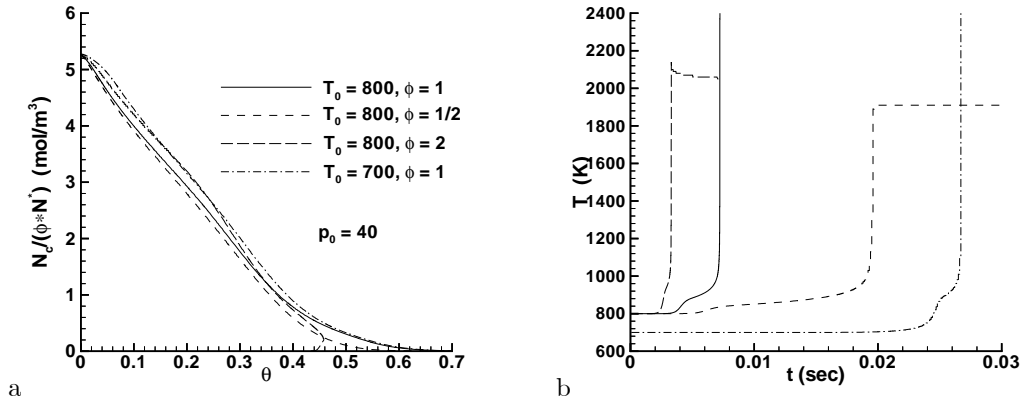 N_c/(ϕ*N^*) (mol/m^3)
6
5
4
3
2
1
0
0
0.1
0.2
0.3
0.4
0.5
0.6
0.7
θ
T_0 = 800, ϕ = 1
T_0 = 800, ϕ = 1/2
T_0 = 800, ϕ = 2
T_0 = 700, ϕ = 1
p_0 = 40
a
T (K)
2400
2200
2000
1800
1600
1400
1200
1000
800
600
0
0.01
0.02
0.03
t (sec)
b